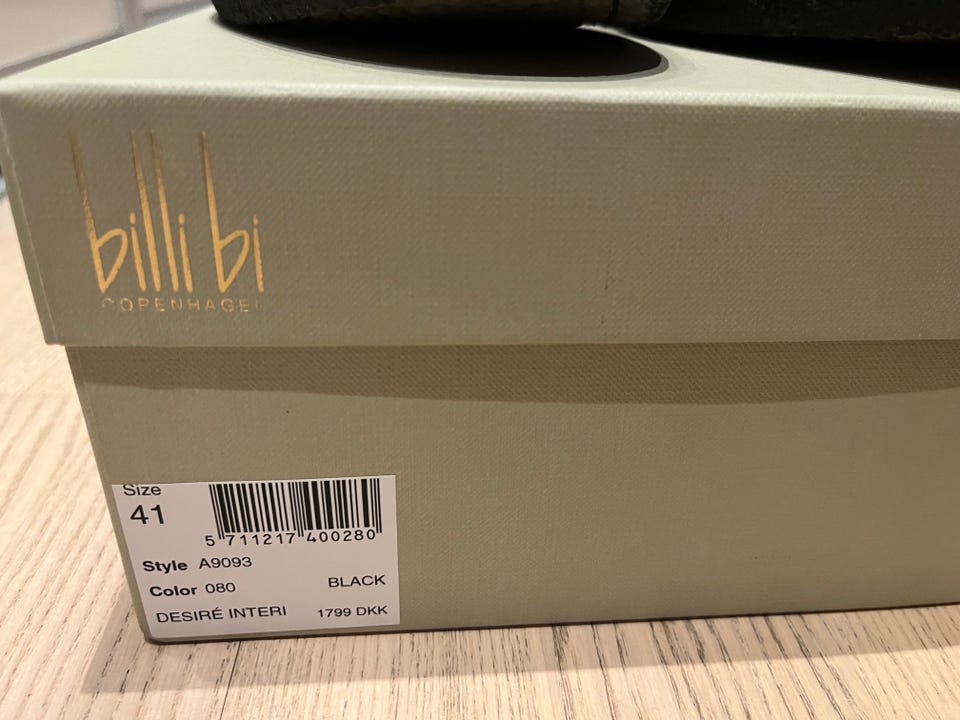 billi bi
COPENHAGEN
Size
41
5 711217 400280
Style A9093
Color 080 BLACK
DESIRÉ INTERI 1799 DKK